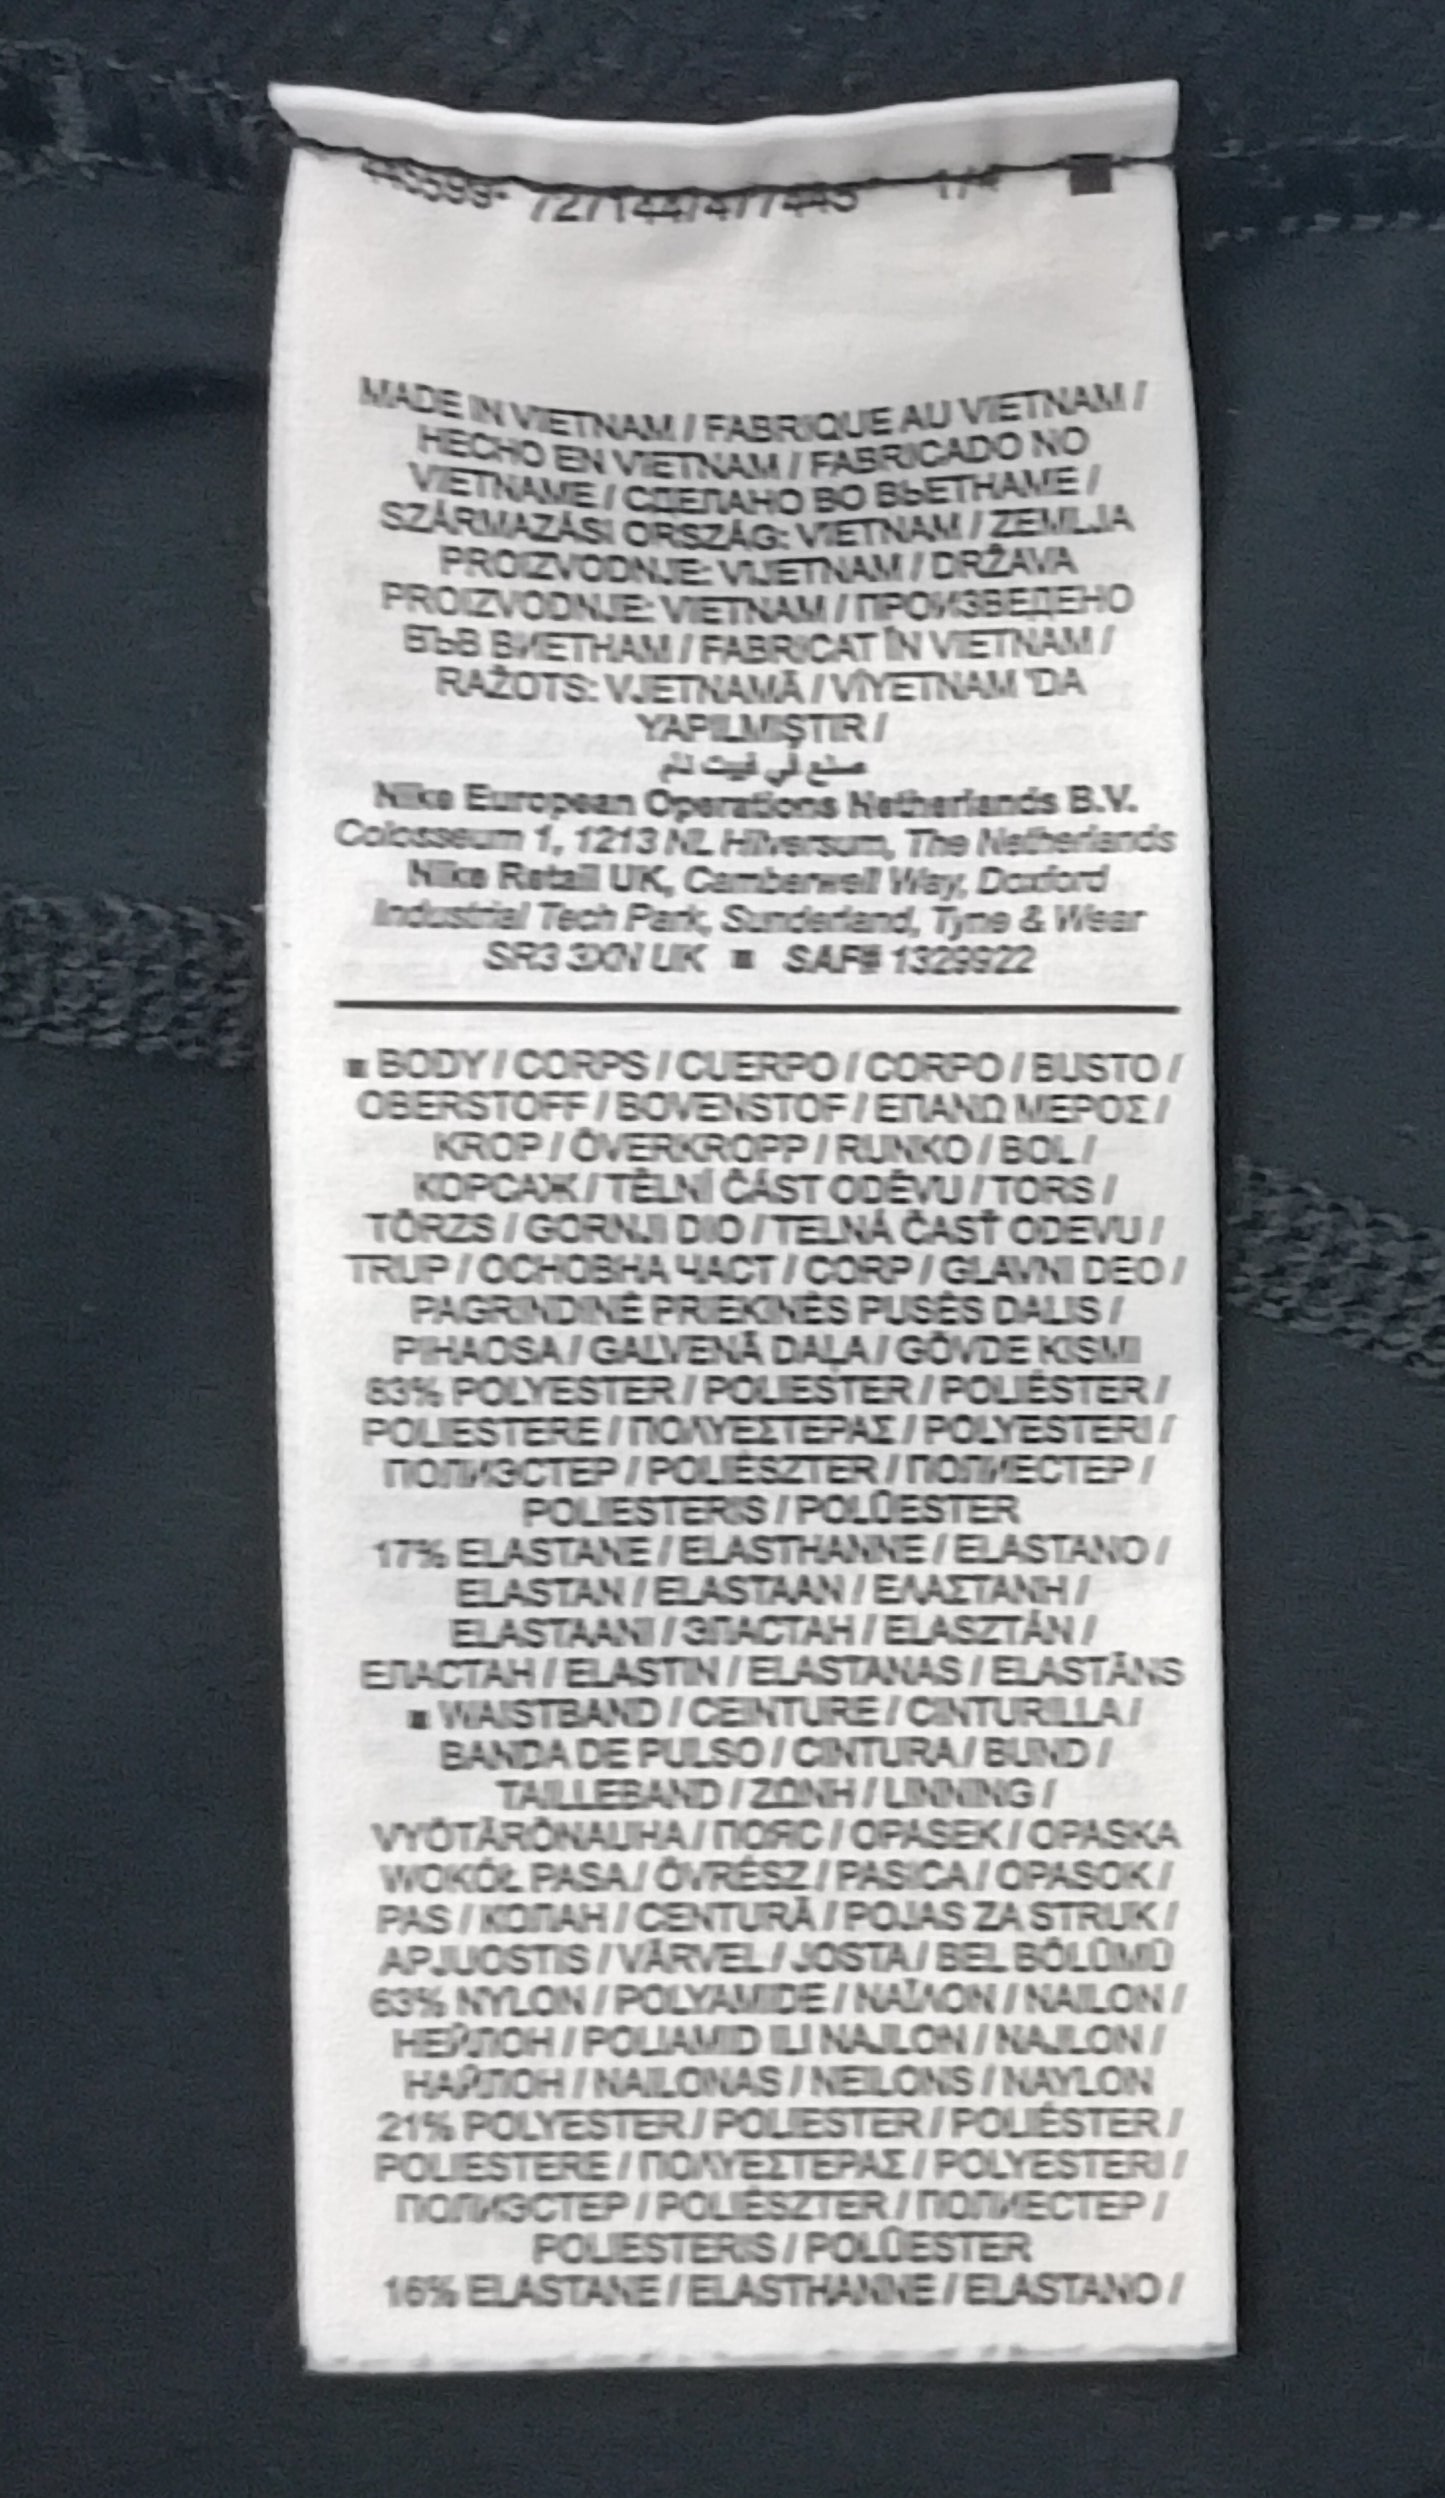 MADE IN VIETNAM / FABRIQUE AU VIETNAM /
HECHO EN VIETNAM / FABRICADO NO
VIETNAME / СДЕЛАНО ВО ВЬЕТНАМЕ /
SZÁRMAZÁSI ORSZÁG: VIETNAM / ZEMLJA
PROIZVODNJE: VIJETNAM / DRŽAVA
PROIZVODNJE: VIETNAM / ПРОИЗВЕДЕНО
ВЪВ ВИЕТНАМ / FABRICAT ÎN VIETNAM /
RAŽOTS: VJETNAMĀ / VİYETNAM 'DA
YAPILMIŞTIR /
صنع في فييت نام
Nike European Operations Netherlands B.V.
Colosseum 1, 1213 NL Hilversum, The Netherlands
Nike Retail UK, Camberwell Way, Doxford
Industrial Tech Park, Sunderland, Tyne & Wear
SR3 3XN UK ■ SAF# 1329922
■ BODY / CORPS / CUERPO / CORPO / BUSTO /
OBERSTOFF / BOVENSTOF / ΕΠΑΝΩ ΜΕΡΟΣ /
KROP / ÖVERKROPP / RUNKO / BOL /
КОРСАЖ / TĚLNÍ ČÁST ODĚVU / TORS /
TÖRZS / GORNJI DIO / TELNÁ ČASŤ ODEVU /
TRUP / ОСНОВНА ЧАСТ / CORP / GLAVNI DEO /
PAGRINDINĖ PRIEKINĖS PUSĖS DALIS /
PIHAOSA / GALVENĀ DAĻA / GÖVDE KISMI
83% POLYESTER / POLIESTER / POLIÉSTER /
POLIESTERE / ΠΟΛΥΕΣΤΕΡΑΣ / POLYESTERI /
ПОЛИЭСТЕР / POLIÉSZTER / ПОЛИЕСТЕР /
POLIESTERIS / POLÜESTER
17% ELASTANE / ELASTHANNE / ELASTANO /
ELASTAN / ELASTAAN / ΕΛΑΣΤΑΝΗ /
ELASTAANI / ЭЛАСТАН / ELASZTÁN /
ЕЛАСТАН / ELASTIN / ELASTANAS / ELASTĀNS
■ WAISTBAND / CEINTURE / CINTURILLA /
BANDA DE PULSO / CINTURA / BUND /
TAILLEBAND / ΖΩΝΗ / LINNING /
VYÖTÄRÖNAUHA / ПОЯС / OPASEK / OPASKA
WOKÓŁ PASA / ÖVRÉSZ / PASICA / OPASOK /
PAS / КОЛАН / CENTURĂ / POJAS ZA STRUK /
APJUOSTIS / VÄRVEL / JOSTA / BEL BÖLÜMÜ
63% NYLON / POLYAMIDE / ΝΑΪΛΟΝ / NAILON /
НЕЙЛОН / POLIAMID ILI NAJLON / NAJLON /
НАЙЛОН / NAILONAS / NEILONS / NAYLON
21% POLYESTER / POLIESTER / POLIÉSTER /
POLIESTERE / ΠΟΛΥΕΣΤΕΡΑΣ / POLYESTERI /
ПОЛИЭСТЕР / POLIÉSZTER / ПОЛИЕСТЕР /
POLIESTERIS / POLÜESTER
16% ELASTANE / ELASTHANNE / ELASTANO /